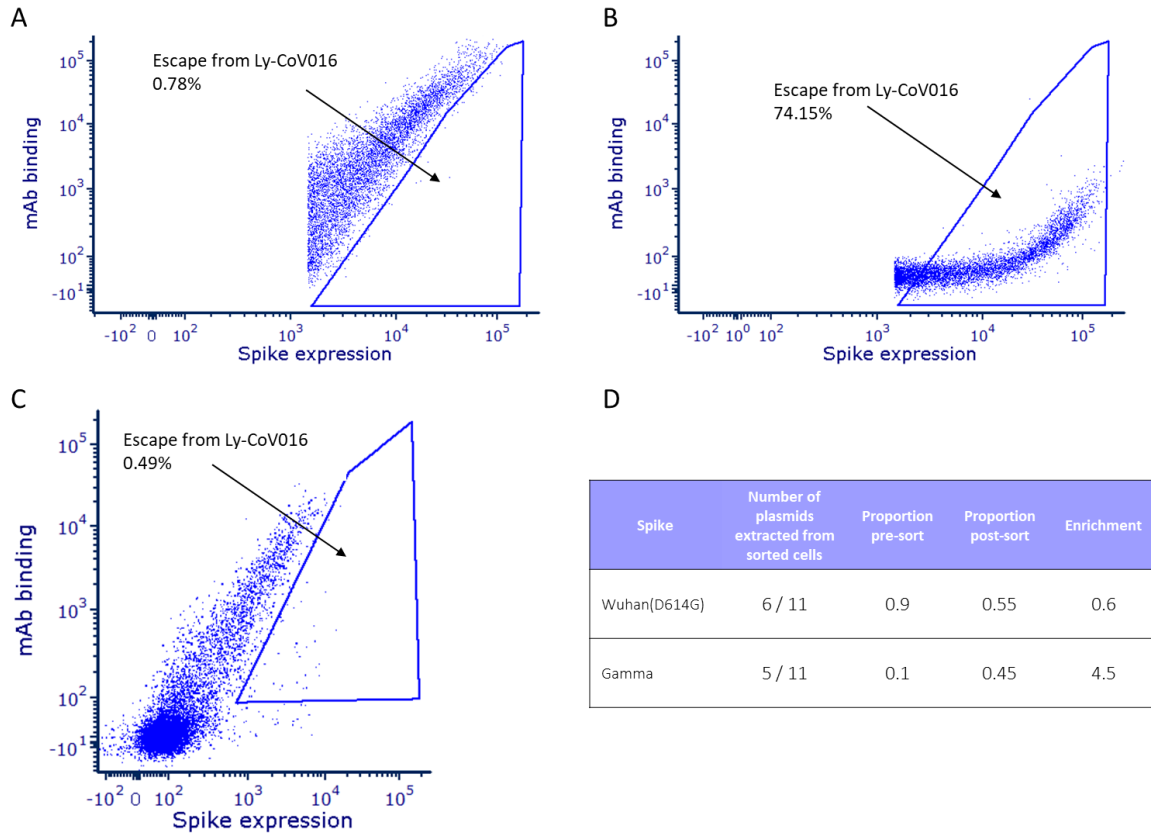 A
Escape from Ly-CoV016
0.78%
mAb binding
10^5
10^4
10^3
10^2
-10^1
-10^2 0 10^2 10^3 10^4 10^5
Spike expression
B
Escape from Ly-CoV016
74.15%
mAb binding
10^5
10^4
10^3
10^2
-10^1
-10^2 10^0 10^2 10^3 10^4 10^5
Spike expression
C
Escape from Ly-CoV016
0.49%
mAb binding
10^5
10^4
10^3
10^2
-10^1
-10^2 0 10^2 10^3 10^4 10^5
Spike expression
D
Spike
Number of
plasmids
extracted from
sorted cells
Proportion
pre-sort
Proportion
post-sort
Enrichment
Wuhan(D614G) 6 / 11 0.9 0.55 0.6
Gamma 5 / 11 0.1 0.45 4.5